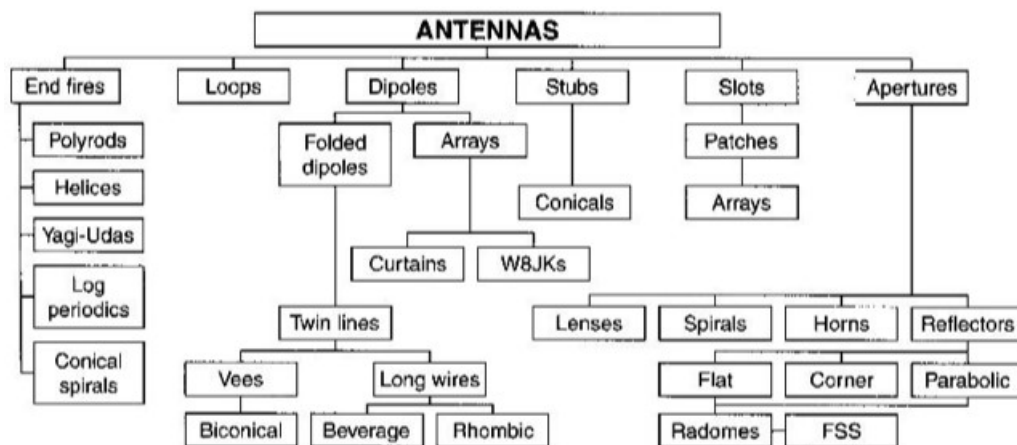 ANTENNAS
End fires
Loops
Dipoles
Stubs
Slots
Apertures
Polyrods
Folded
dipoles
Arrays
Patches
Helices
Conicals
Arrays
Yagi-Udas
Curtains
W8JKs
Log
periodics
Twin lines
Lenses
Spirals
Horns
Reflectors
Conical
spirals
Vees
Long wires
Flat
Corner
Parabolic
Biconical
Beverage
Rhombic
Radomes
FSS